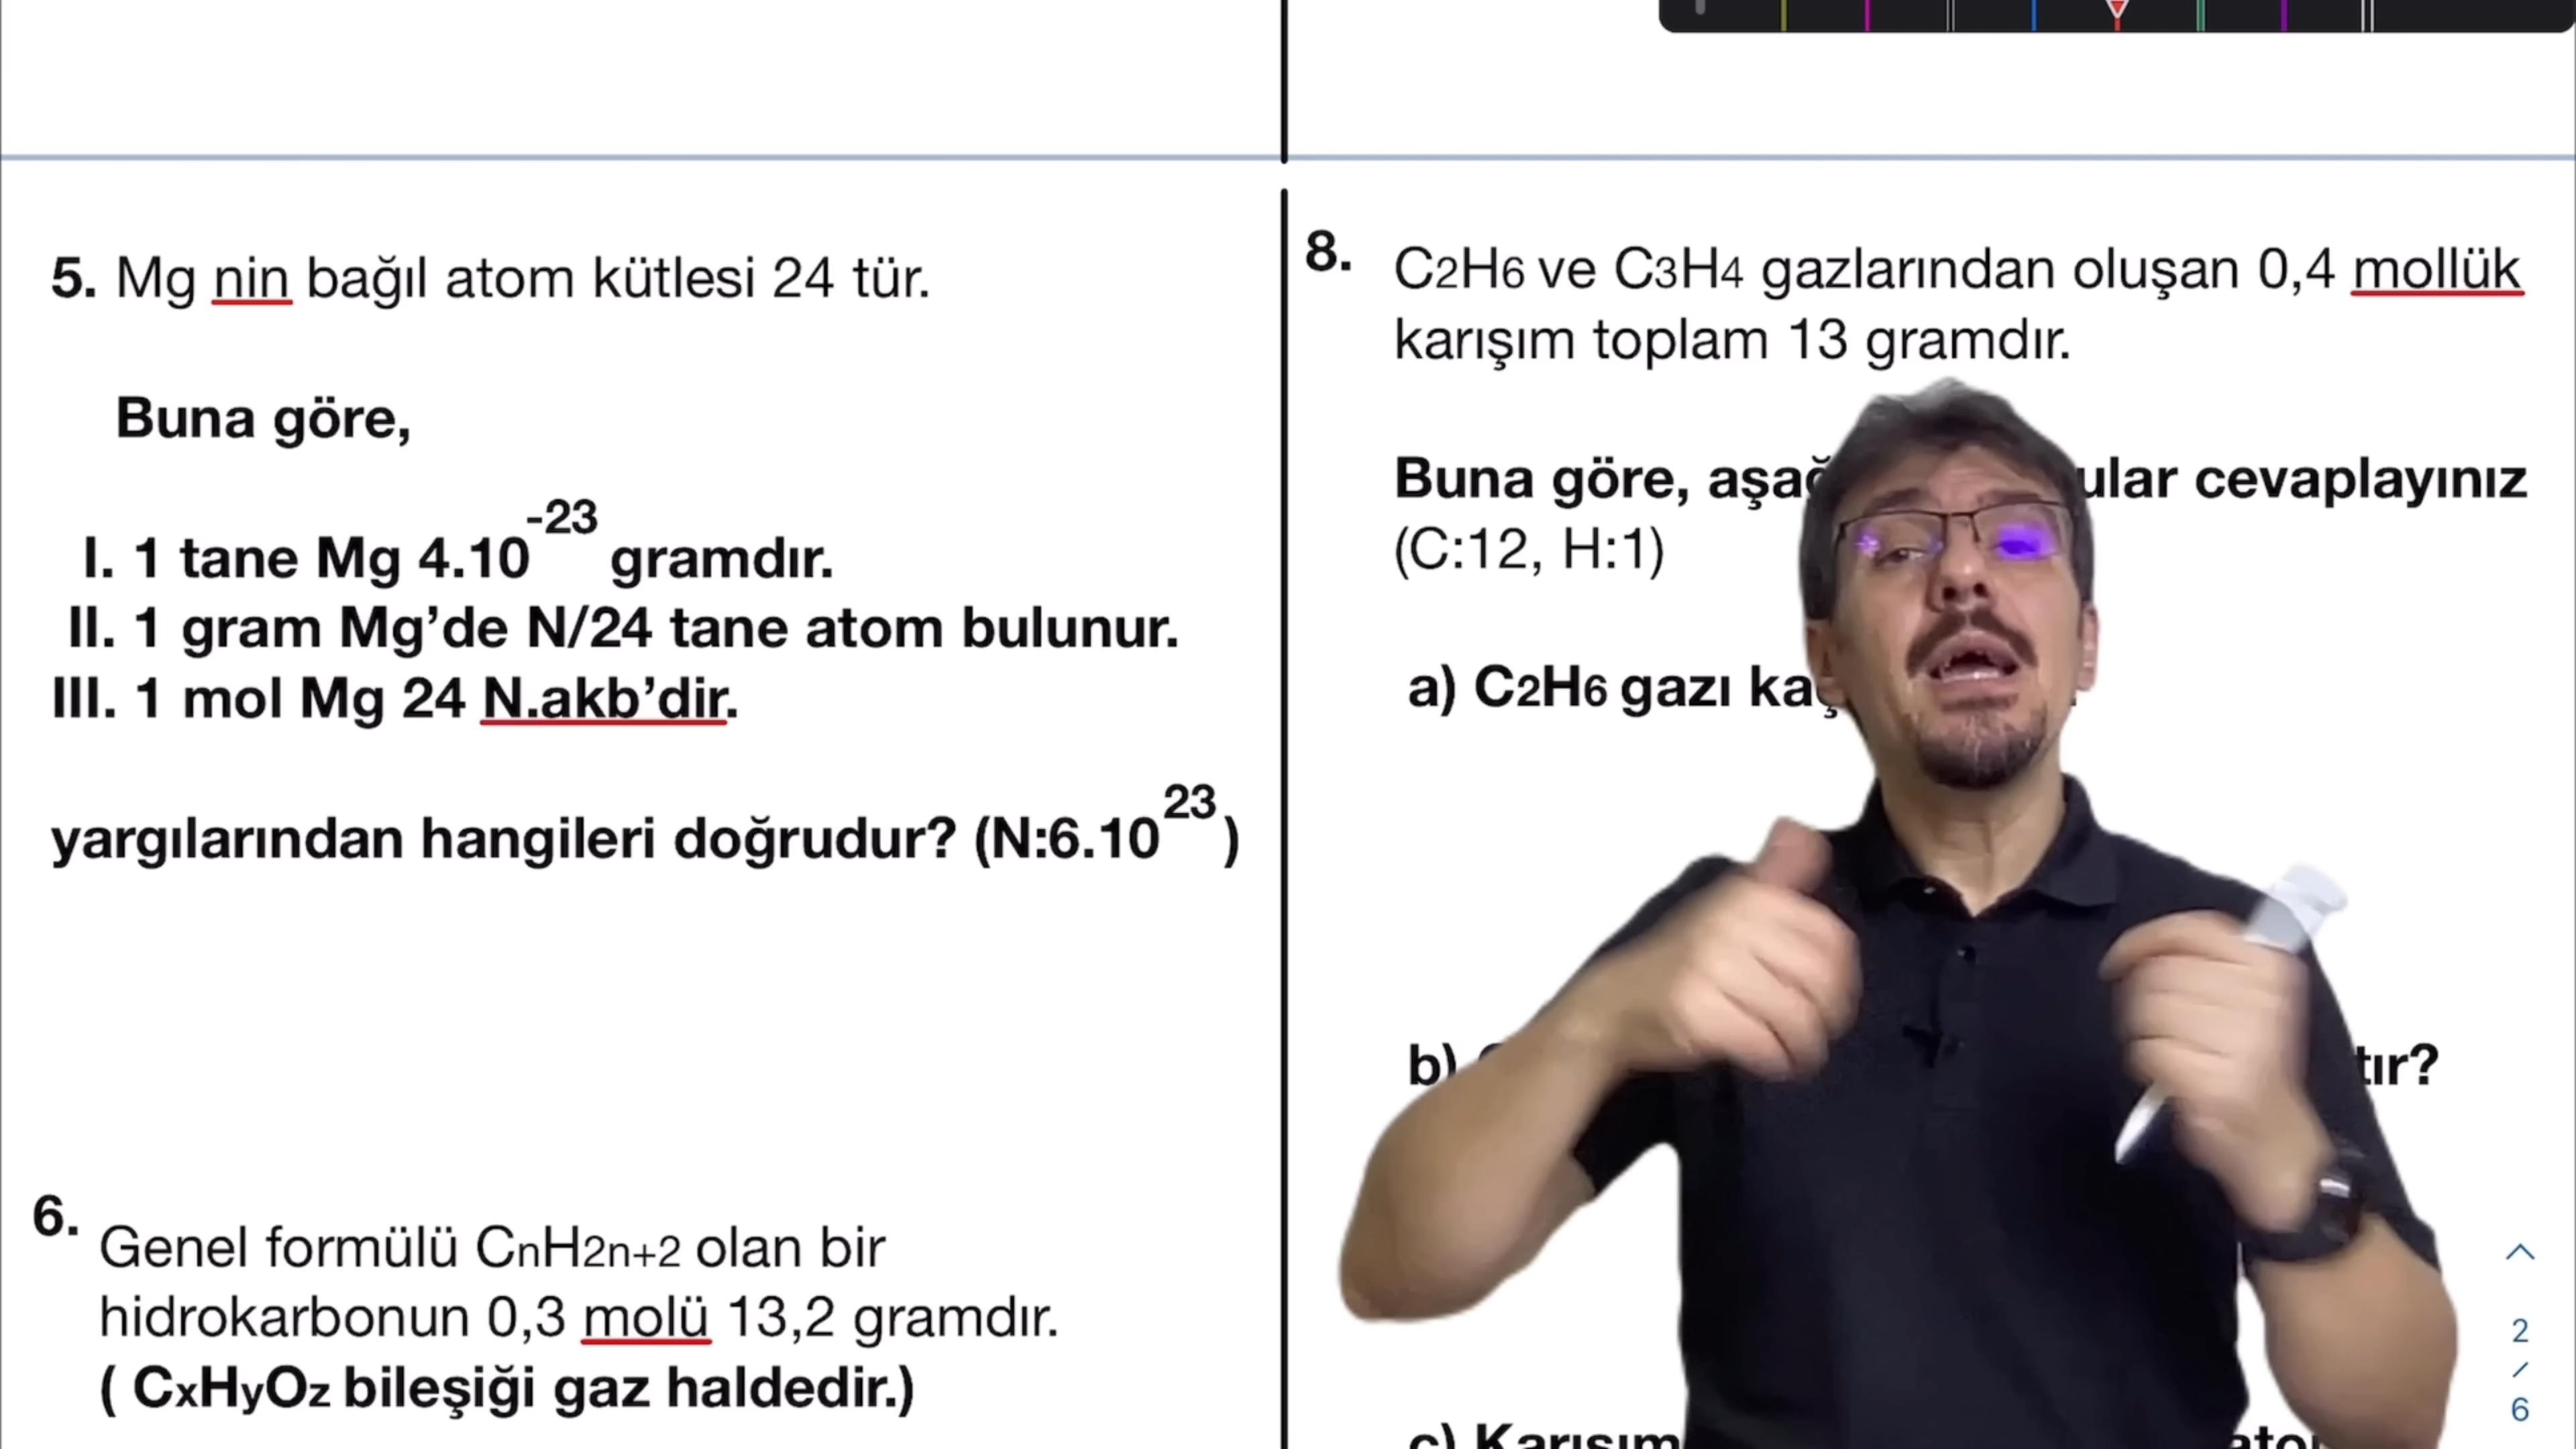 5. Mg nin bağıl atom kütlesi 24 tür.
Buna göre,
I. 1 tane Mg 4.10-23 gramdır.
II. 1 gram Mg’de N/24 tane atom bulunur.
III. 1 mol Mg 24 N.akb’dir.
yargılarından hangileri doğrudur? (N:6.1023)
6.
Genel formülü CnH2n+2 olan bir
hidrokarbonun 0,3 molü 13,2 gramdır.
( CxHyOz bileşiği gaz haldedir.)
8. C2H6 ve C3H4 gazlarından oluşan 0,4 mollük
karışım toplam 13 gramdır.
Buna göre, cevaplayınız
(C:12, H:1)
a) C2H6 gazı
b)
c) Karışım
2
/
6